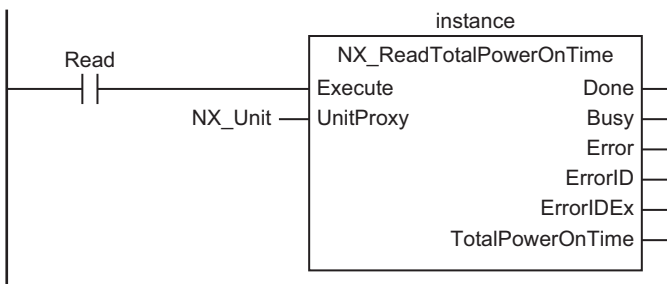 instance
Read
NX_ReadTotalPowerOnTime
Execute Done
NX_Unit UnitProxy Busy
Error
ErrorID
ErrorIDEx
TotalPowerOnTime